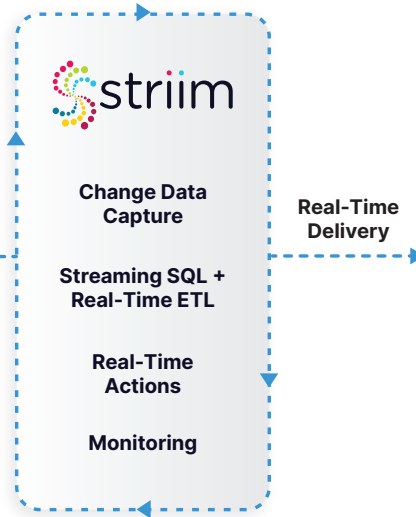 striim
Change Data
Capture
Real-Time
Delivery
Streaming SQL +
Real-Time ETL
Real-Time
Actions
Monitoring